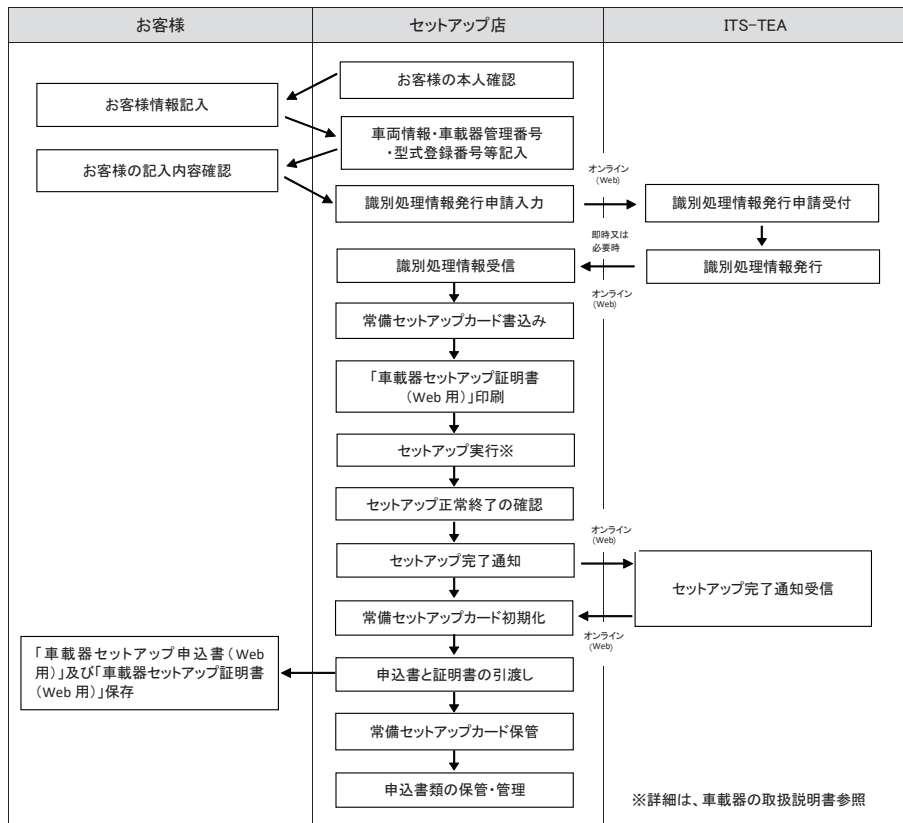 お客様
セットアップ店
ITS-TEA
お客様の本人確認
お客様情報記入
車両情報・車載器管理番号
・型式登録番号等記入
お客様の記入内容確認
オンライン
(Web)
識別処理情報発行申請入力
識別処理情報発行申請受付
即時又は
必要時
識別処理情報受信
識別処理情報発行
オンライン
(Web)
常備セットアップカード書込み
「車載器セットアップ証明書
(Web 用)」印刷
セットアップ実行※
セットアップ正常終了の確認
オンライン
(Web)
セットアップ完了通知
セットアップ完了通知受信
常備セットアップカード初期化
オンライン
(Web)
「車載器セットアップ申込書(Web
用)」及び「車載器セットアップ証明書
(Web 用)」保存
申込書と証明書の引渡し
常備セットアップカード保管
申込書類の保管・管理
※詳細は、車載器の取扱説明書参照